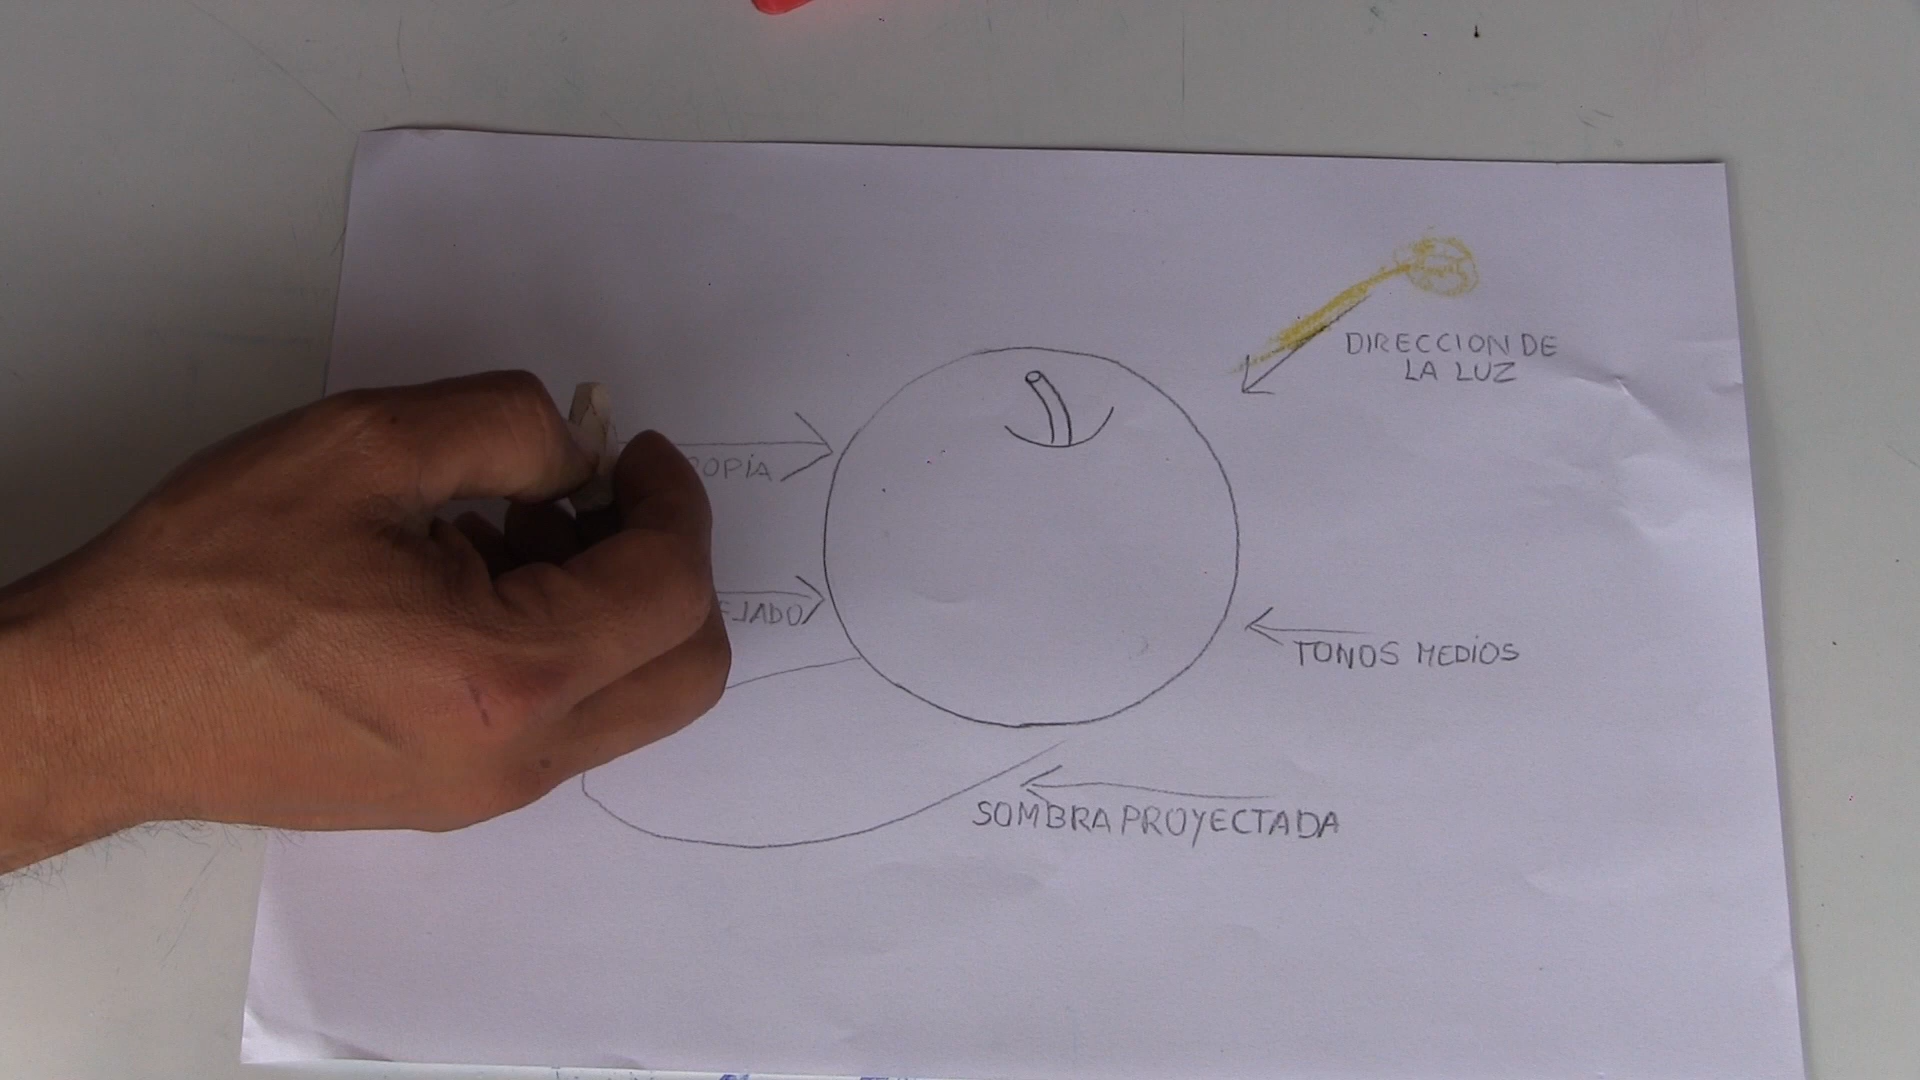 DIRECCION DE
LA LUZ
TONOS MEDIOS
SOMBRA PROYECTADA